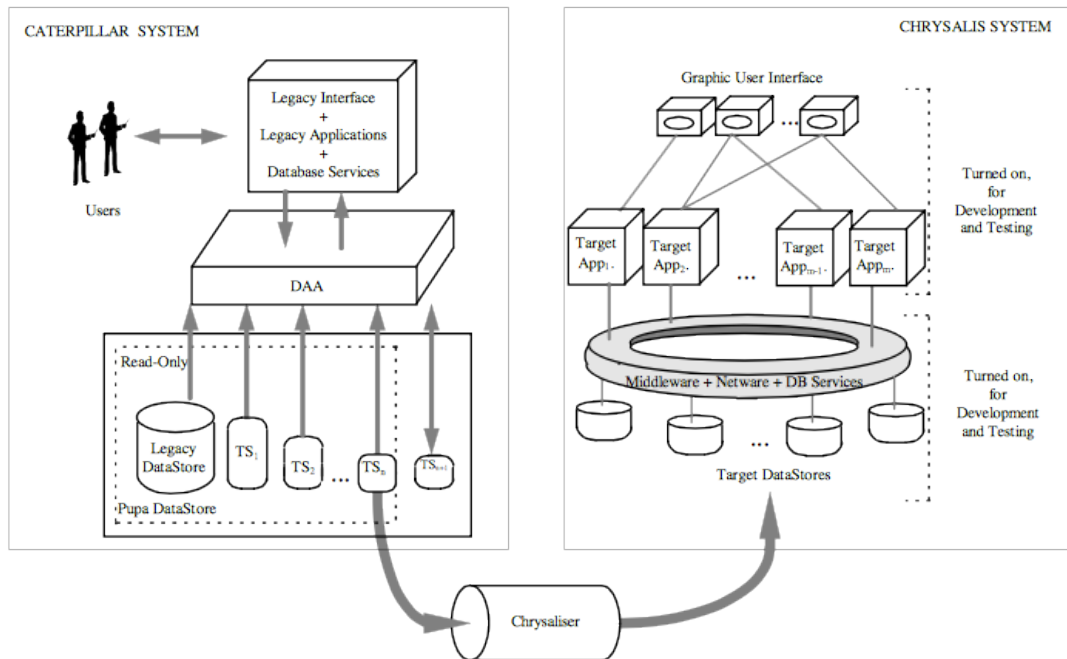 CATERPILLAR SYSTEM
Legacy Interface
+
Legacy Applications
+
Database Services
Users
DAA
Read-Only
Legacy
DataStore
TS1
TS2
...
TSn
TSn+1
Pupa DataStore
CHRYSALIS SYSTEM
Graphic User Interface
...
Turned on,
for
Development
and Testing
Target
App1.
Target
App2.
...
Target
Appm-1.
Target
Appm.
Middleware + Netware + DB Services
...
Target DataStores
Turned on,
for
Development
and Testing
Chrysaliser